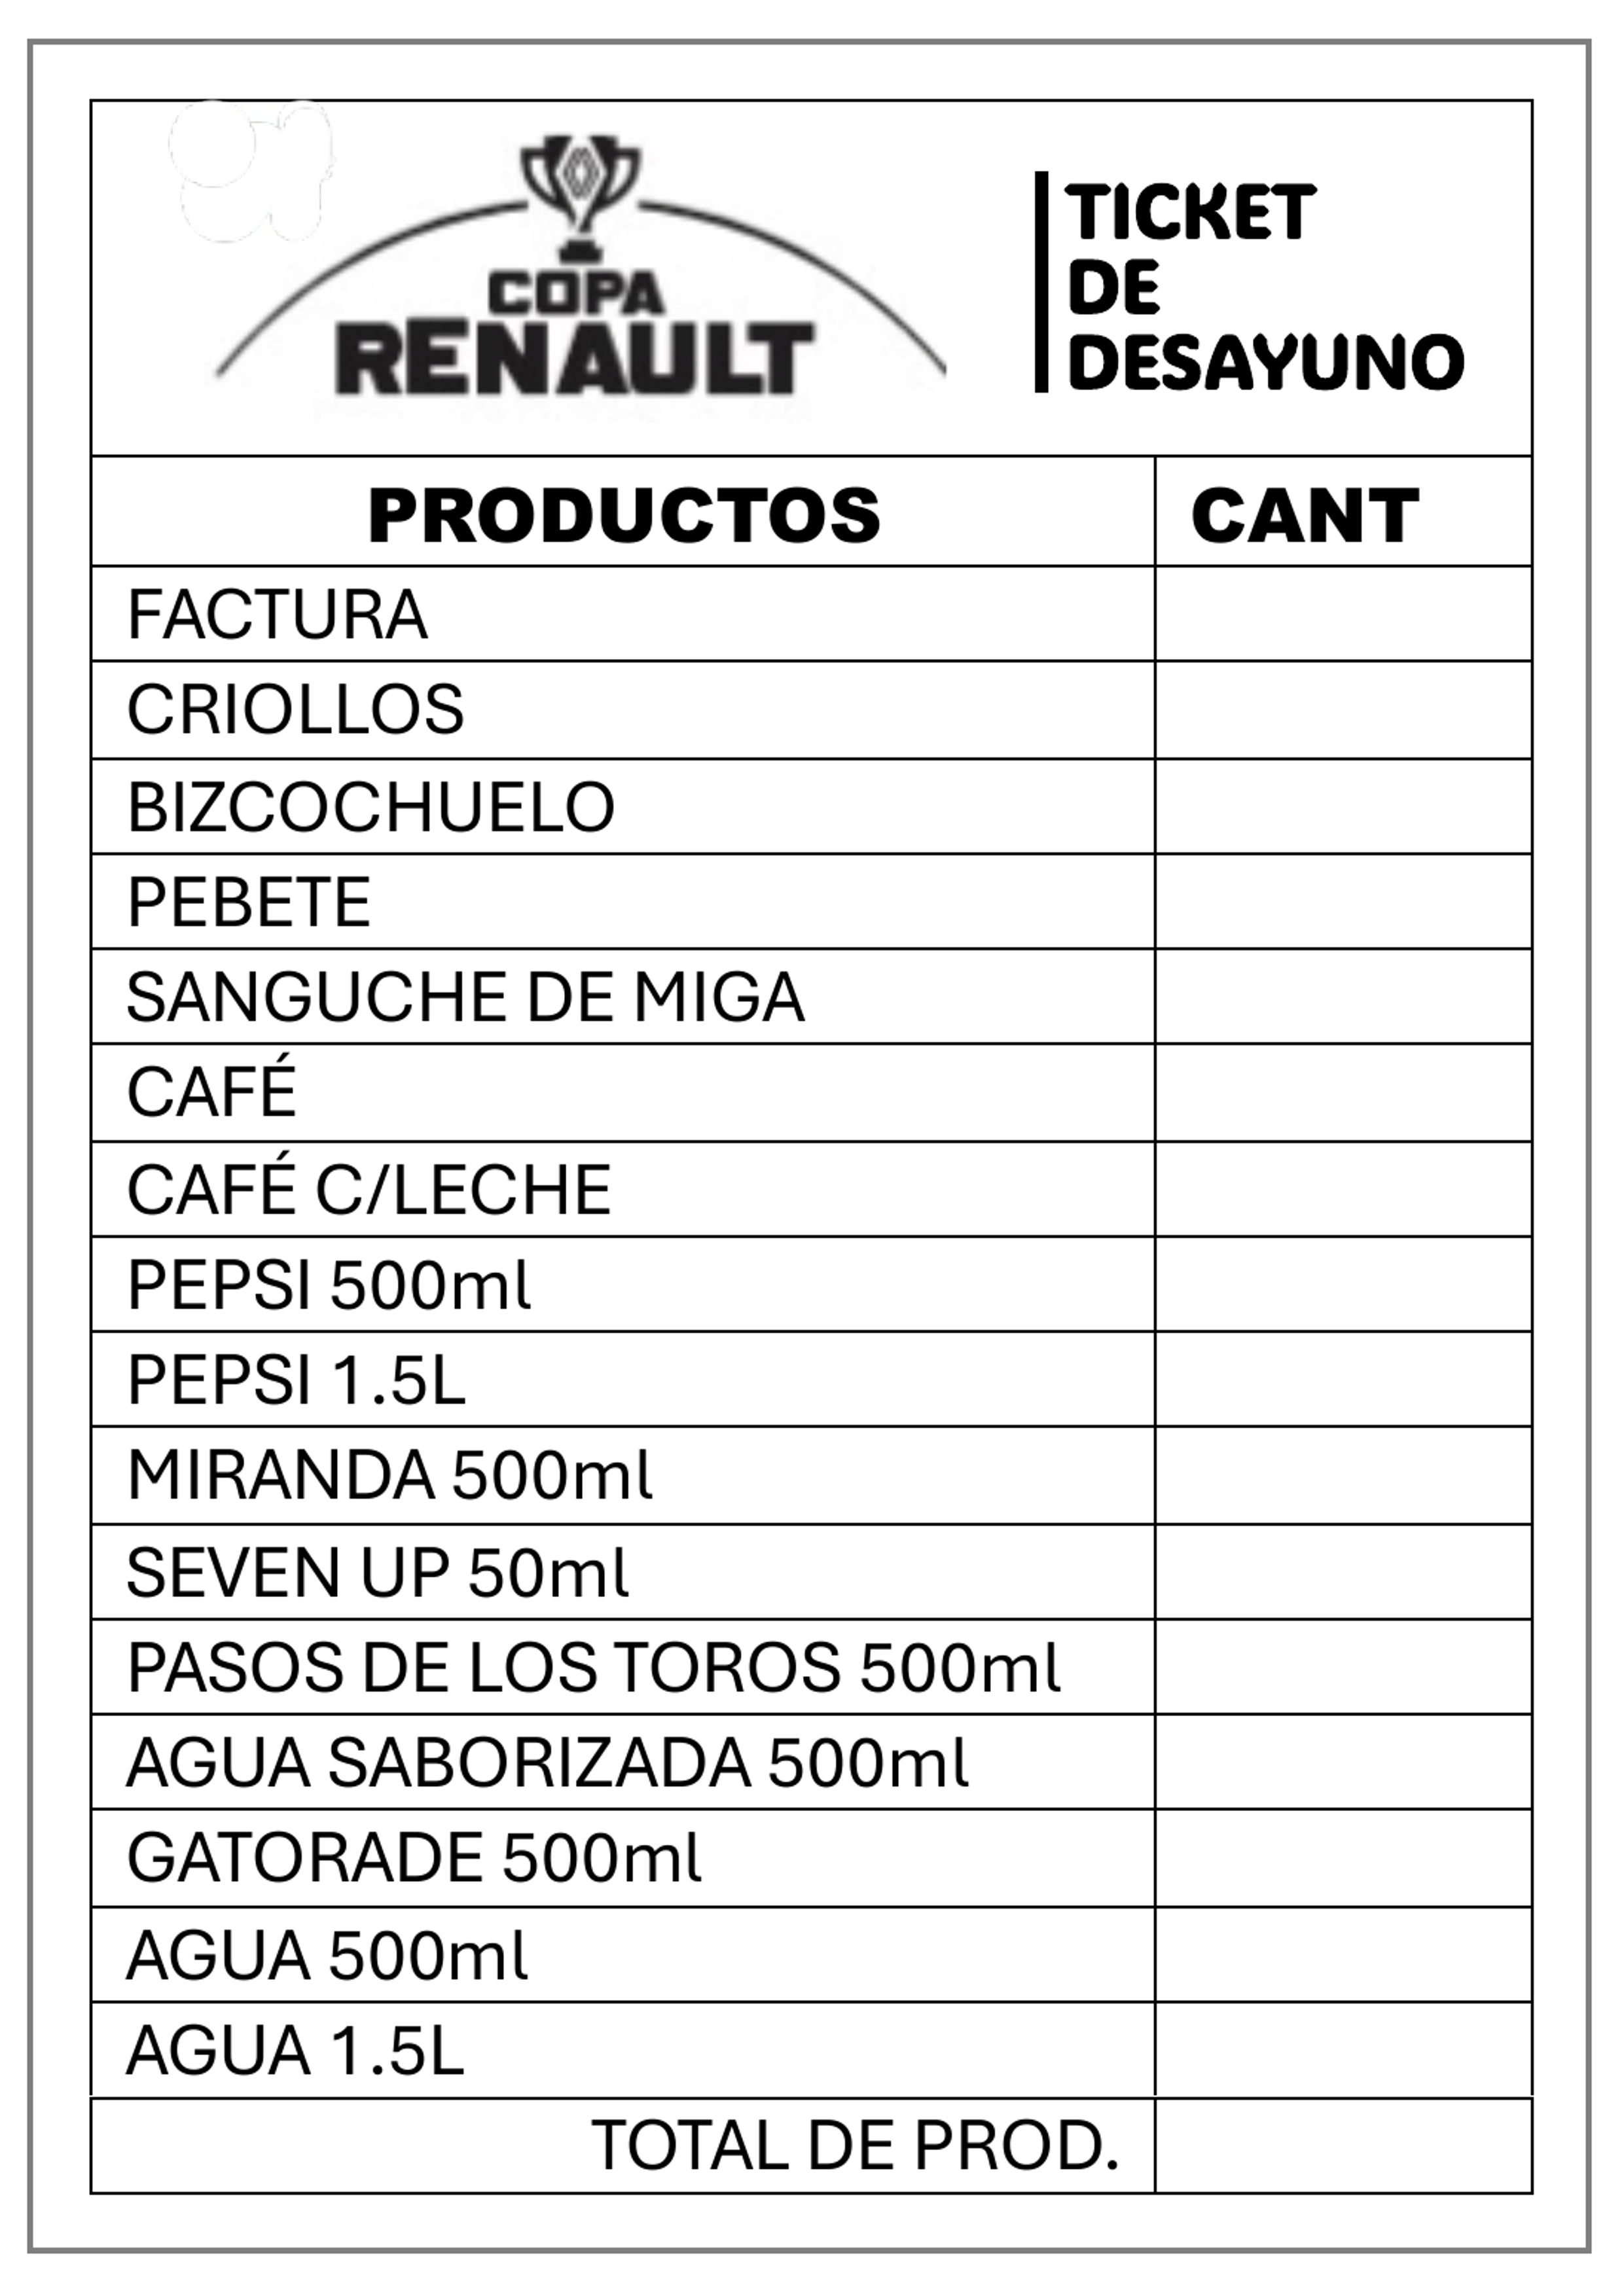 COPA
RENAULT
TICKET
DE
DESAYUNO
PRODUCTOS CANT
FACTURA
CRIOLLOS
BIZCOCHUELO
PEBETE
SANGUCHE DE MIGA
CAFÉ
CAFÉ C/LECHE
PEPSI 500ml
PEPSI 1.5L
MIRANDA 500ml
SEVEN UP 50ml
PASOS DE LOS TOROS 500ml
AGUA SABORIZADA 500ml
GATORADE 500ml
AGUA 500ml
AGUA 1.5L
TOTAL DE PROD.